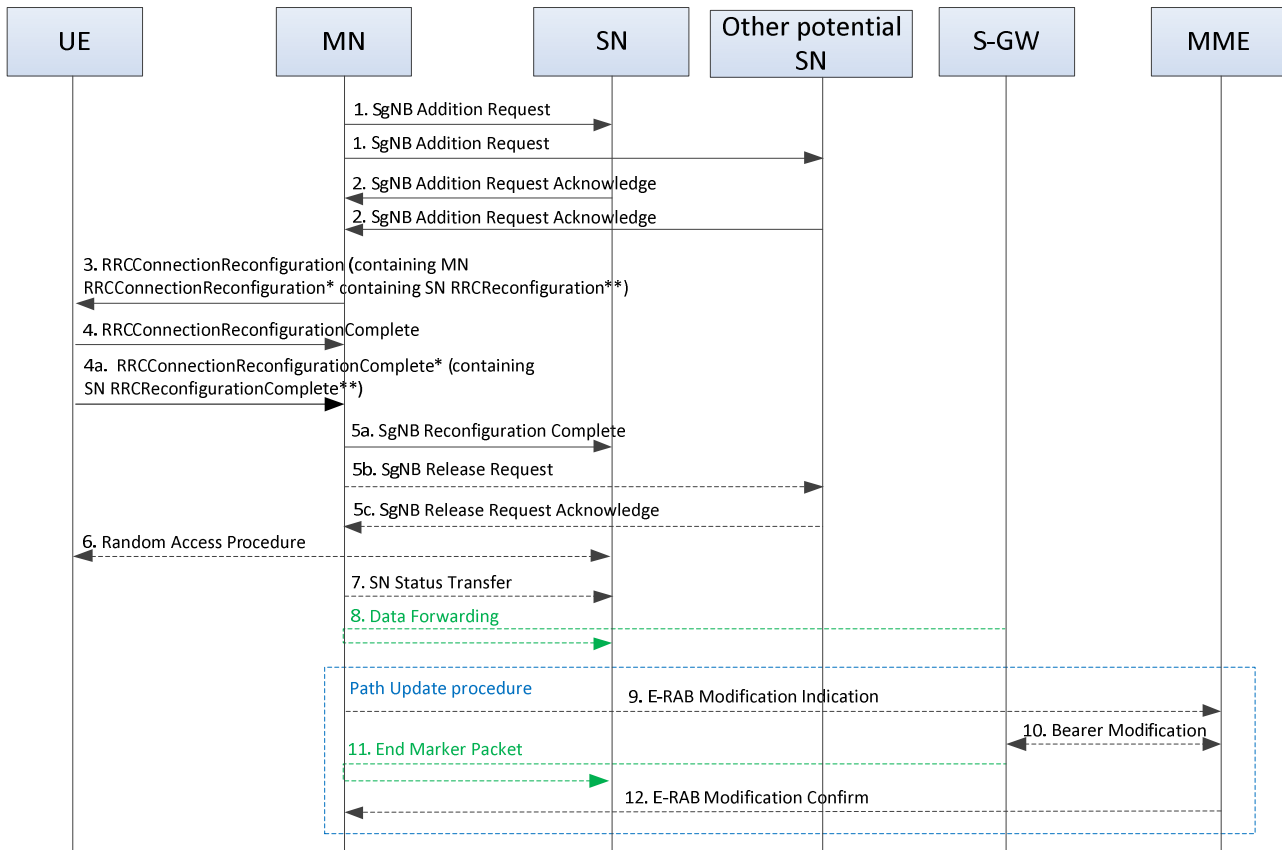 UE
MN
SN
Other potential
SN
S-GW
MME
1. SgNB Addition Request
1. SgNB Addition Request
2. SgNB Addition Request Acknowledge
2. SgNB Addition Request Acknowledge
3. RRCConnectionReconfiguration (containing MN
RRCConnectionReconfiguration* containing SN RRCReconfiguration**)
4. RRCConnectionReconfigurationComplete
4a. RRCConnectionReconfigurationComplete* (containing
SN RRCReconfigurationComplete**)
5a. SgNB Reconfiguration Complete
5b. SgNB Release Request
5c. SgNB Release Request Acknowledge
6. Random Access Procedure
7. SN Status Transfer
8. Data Forwarding
Path Update procedure
9. E-RAB Modification Indication
10. Bearer Modification
11. End Marker Packet
12. E-RAB Modification Confirm